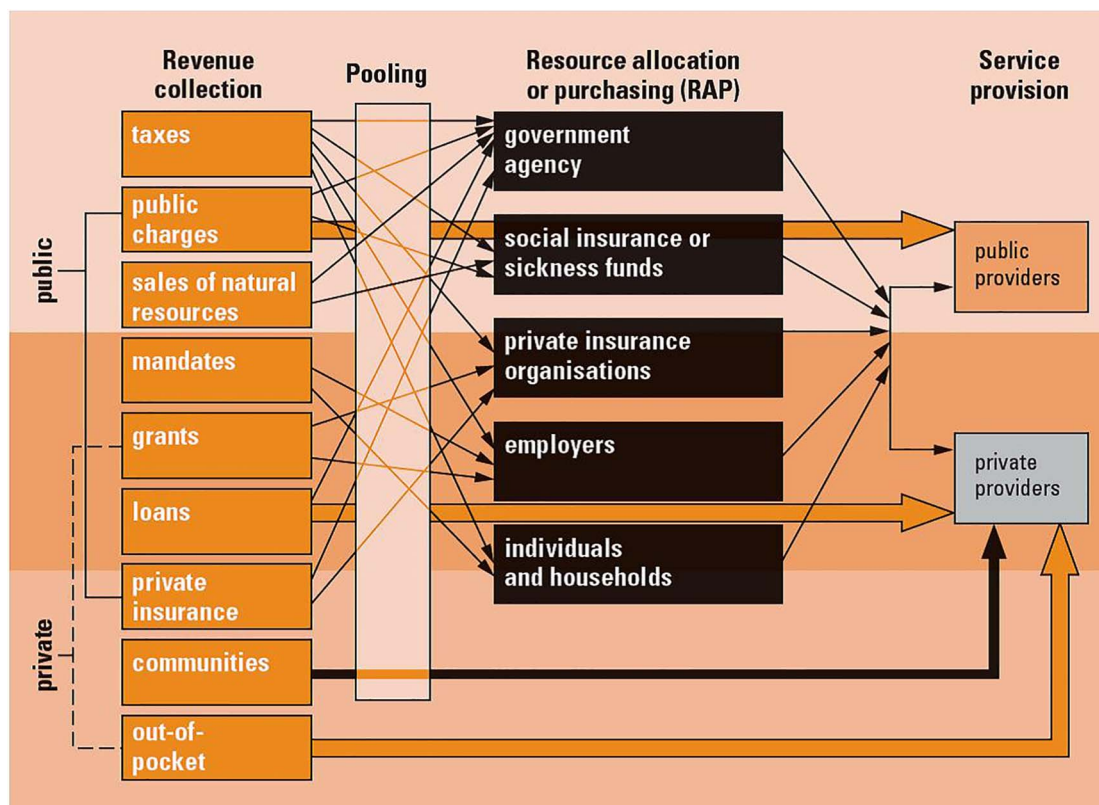 Revenue
collection
Pooling
Resource allocation
or purchasing (RAP)
Service
provision
taxes
public
charges
sales of natural
resources
mandates
grants
loans
private
insurance
communities
out-of-
pocket
public
private
government
agency
social insurance or
sickness funds
private insurance
organisations
employers
individuals
and households
public
providers
private
providers